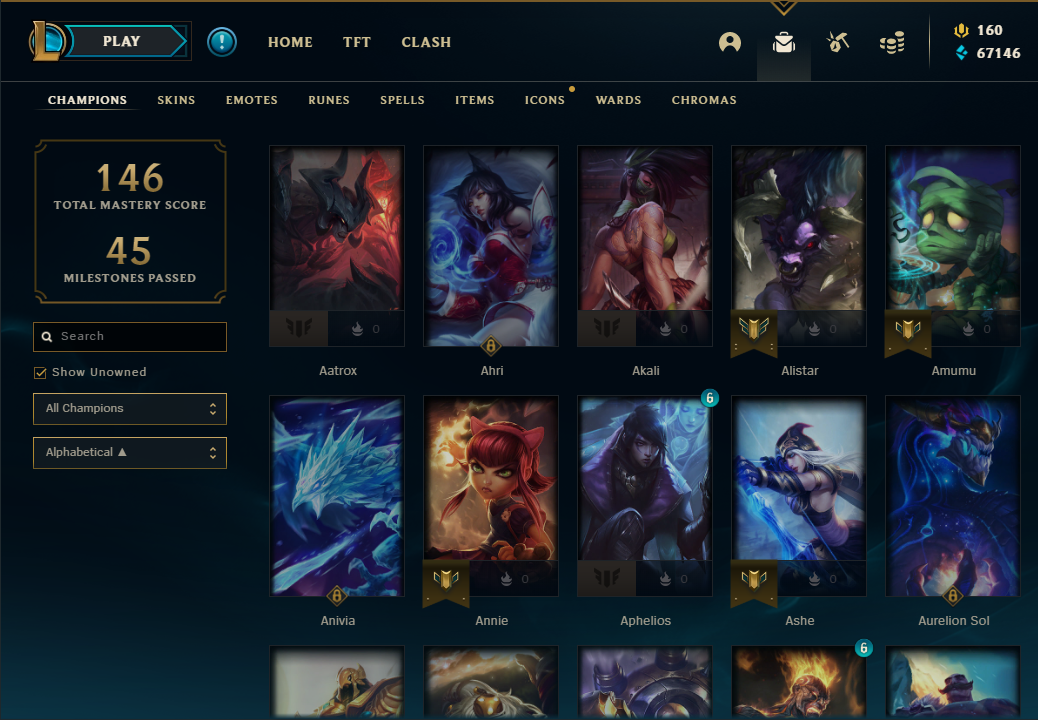 PLAY
!
HOME
TFT
CLASH
160
67146
CHAMPIONS
SKINS
EMOTES
RUNES
SPELLS
ITEMS
ICONS
WARDS
CHROMAS
146
TOTAL MASTERY SCORE
45
MILESTONES PASSED
Search
Show Unowned
All Champions
Alphabetical ▲
0
0
0
0
Aatrox
Ahri
Akali
Alistar
Amumu
6
0
0
0
Anivia
Annie
Aphelios
Ashe
Aurelion Sol
6